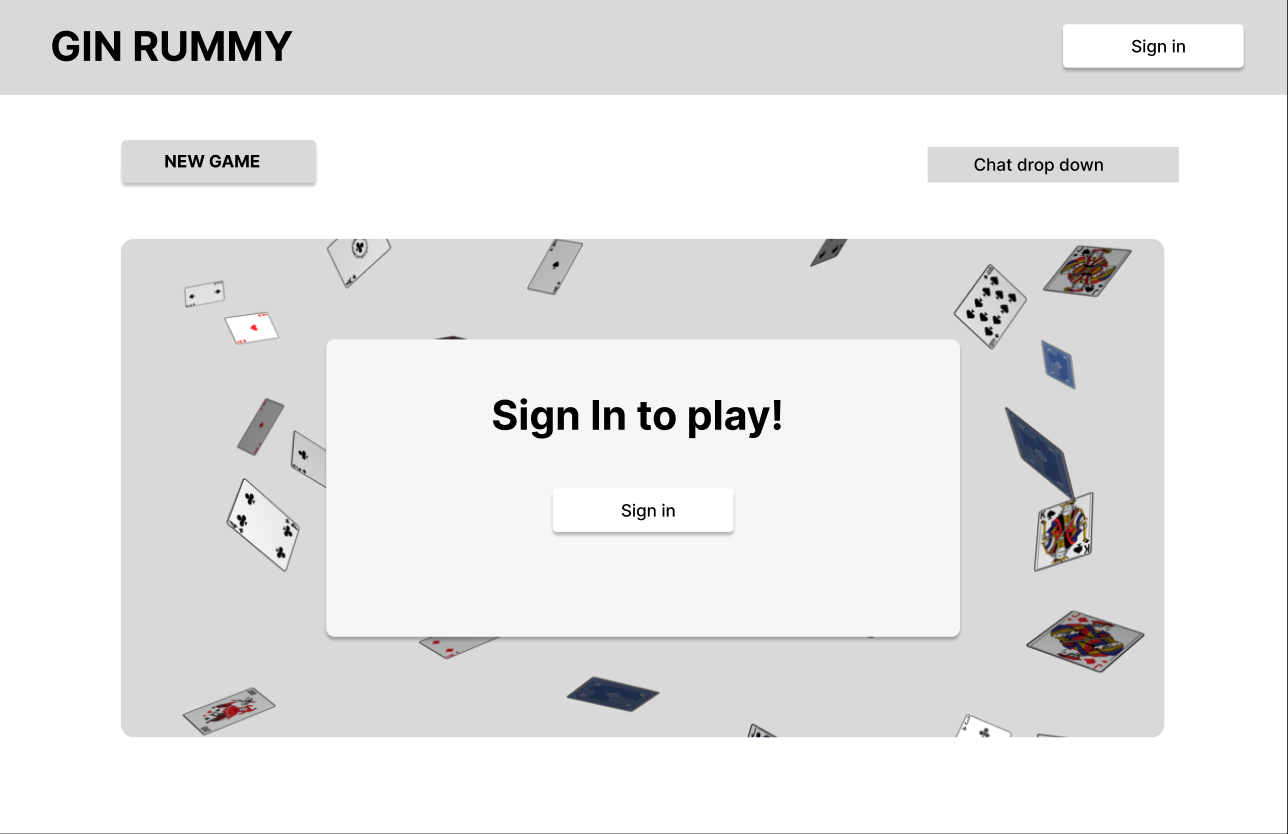 GIN RUMMY
Sign in
NEW GAME
Chat drop down
Sign In to play!
Sign in
K
K